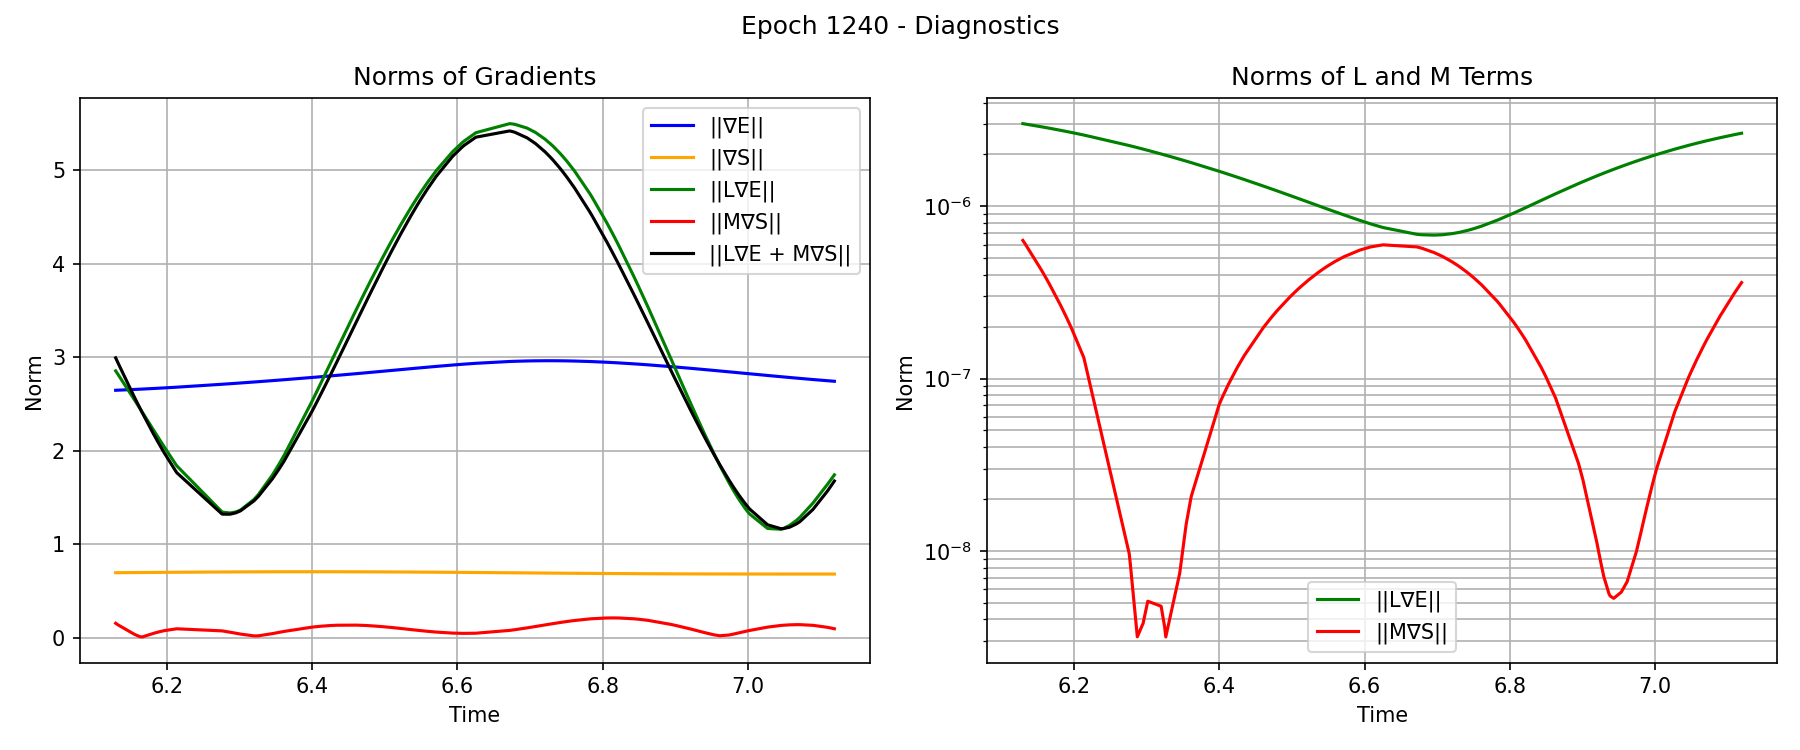 Epoch 1240 - Diagnostics
Norms of Gradients
Norm
5
4
3
2
1
0
6.2 6.4 6.6 6.8 7.0
Time
||∇E||
||∇S||
||L∇E||
||M∇S||
||L∇E + M∇S||
Norms of L and M Terms
Norm
10⁻⁶
10⁻⁷
10⁻⁸
6.2 6.4 6.6 6.8 7.0
Time
||L∇E||
||M∇S||